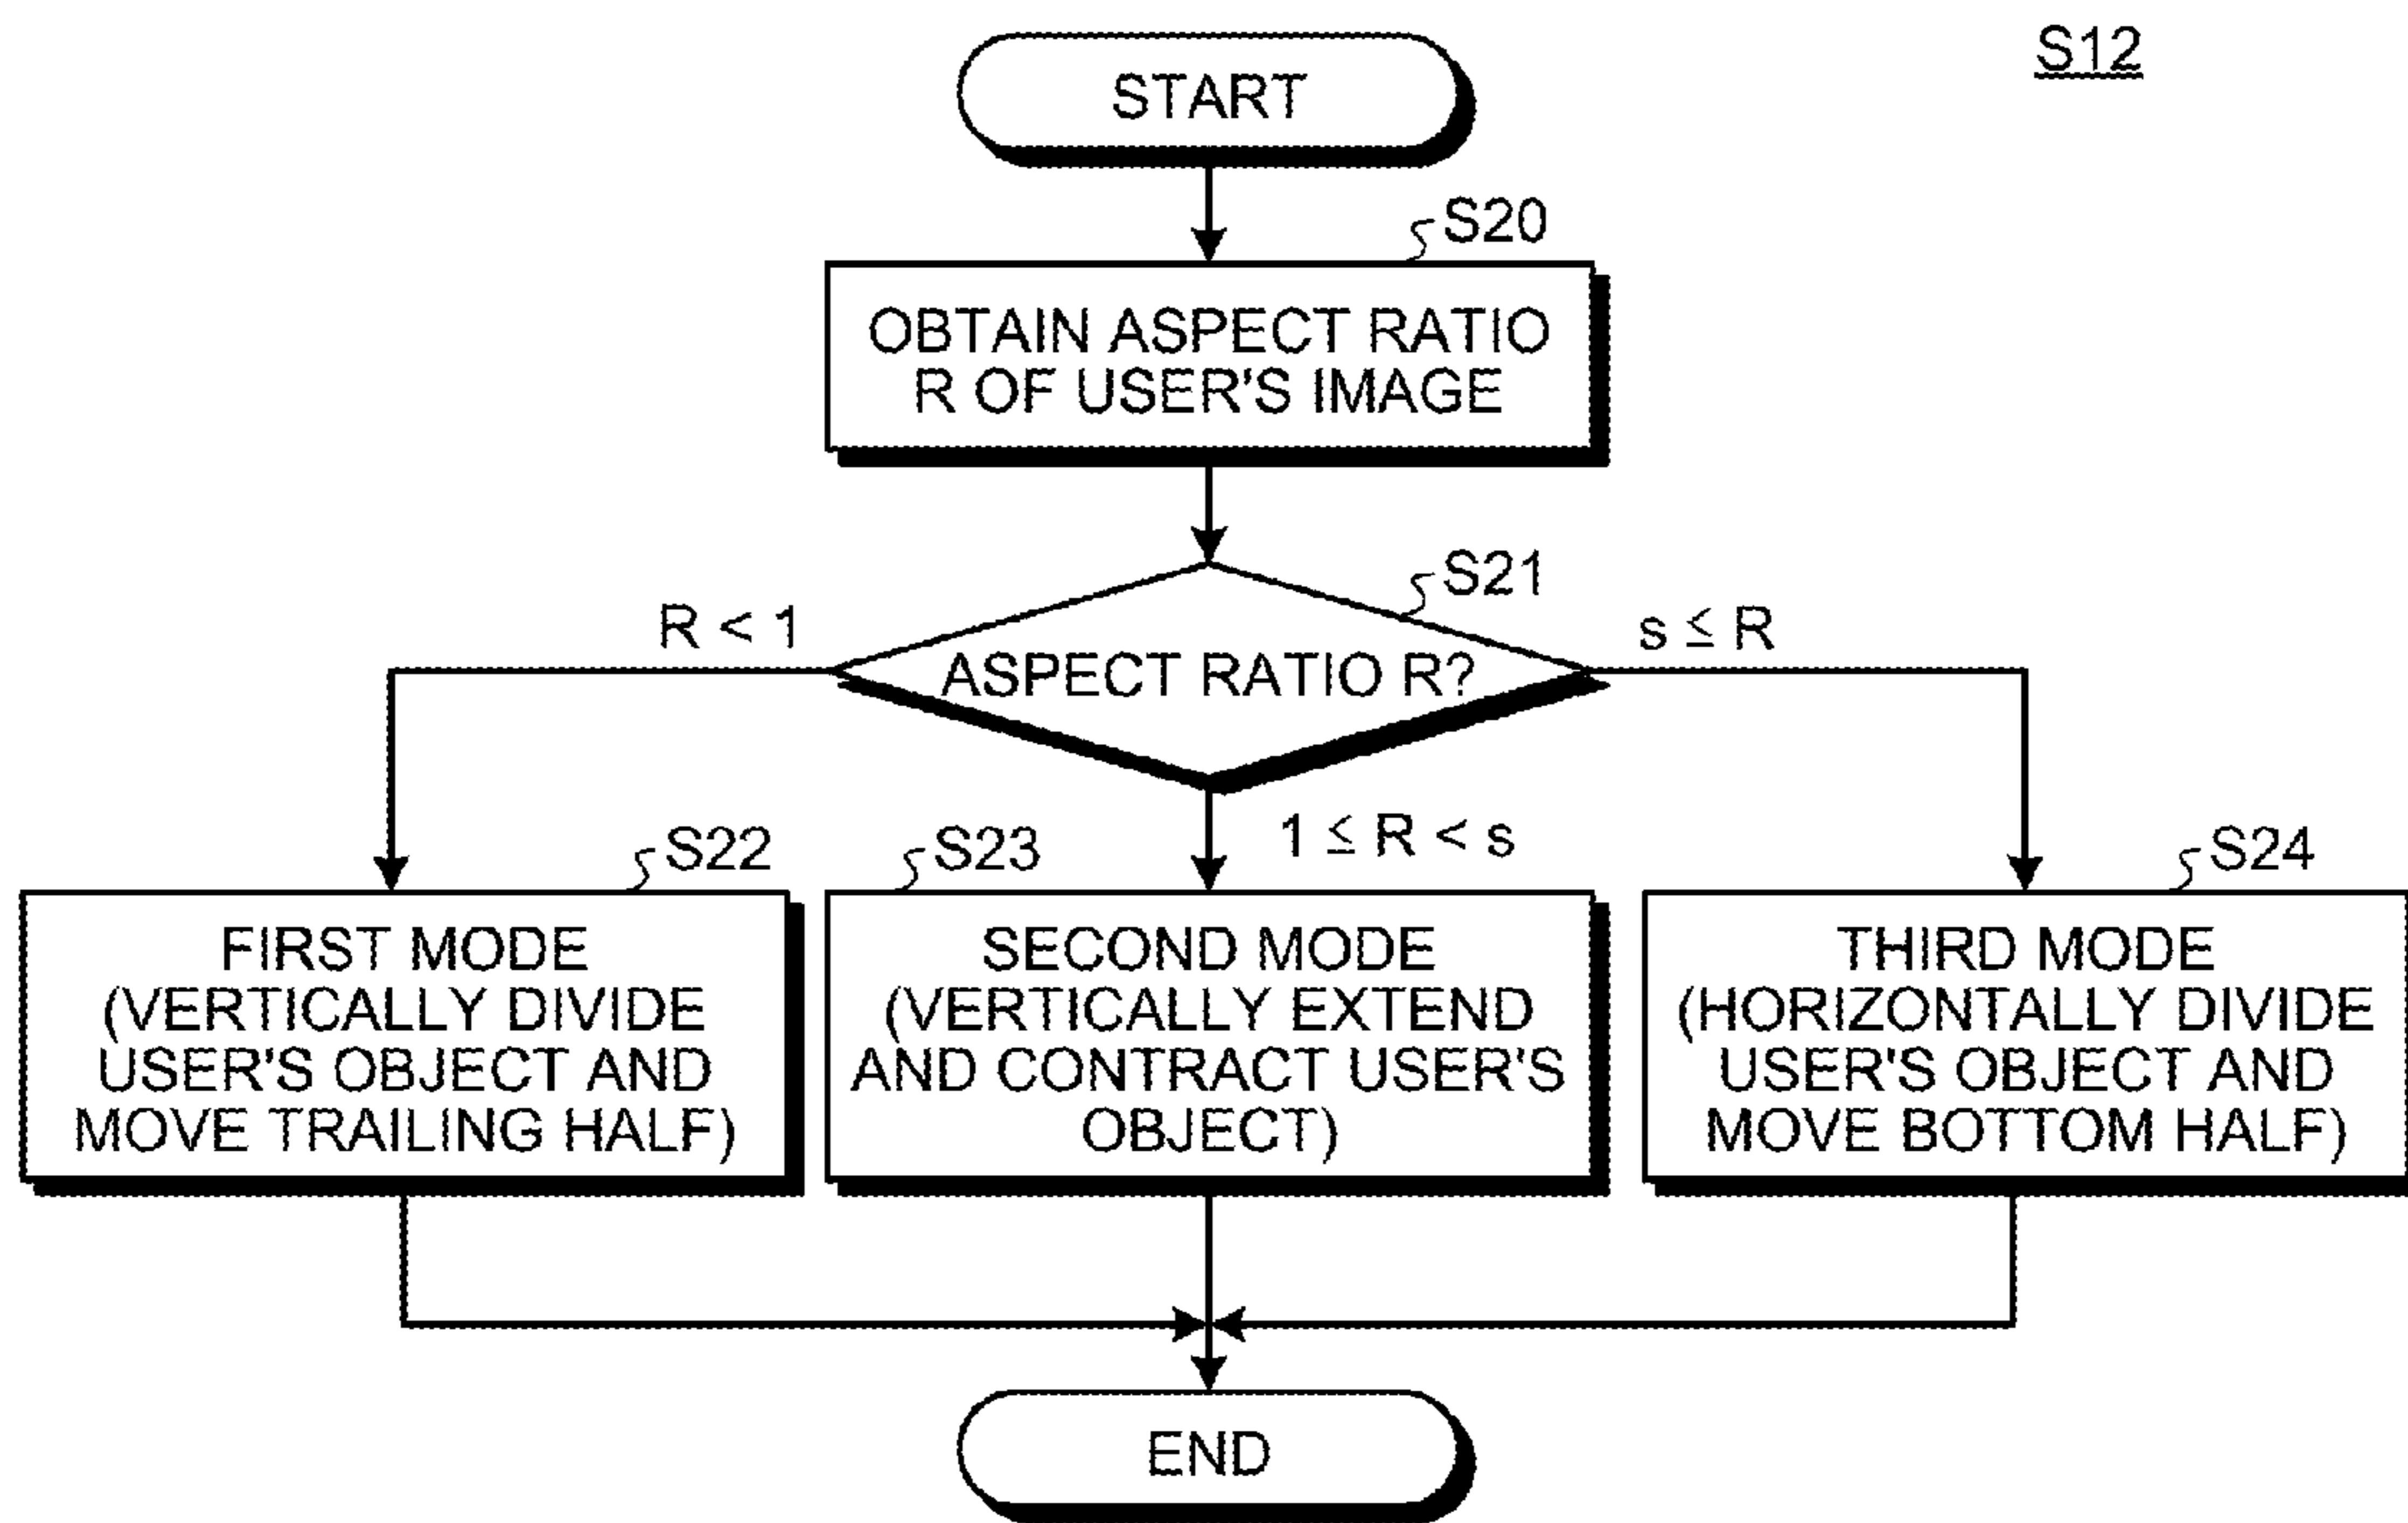 S12
START
S20
OBTAIN ASPECT RATIO
R OF USER'S IMAGE
S21
R < 1
s ≤ R
ASPECT RATIO R?
1 ≤ R < s
S22
FIRST MODE
(VERTICALLY DIVIDE
USER'S OBJECT AND
MOVE TRAILING HALF)
S23
SECOND MODE
(VERTICALLY EXTEND
AND CONTRACT USER'S
OBJECT)
S24
THIRD MODE
(HORIZONTALLY DIVIDE
USER'S OBJECT AND
MOVE BOTTOM HALF)
END